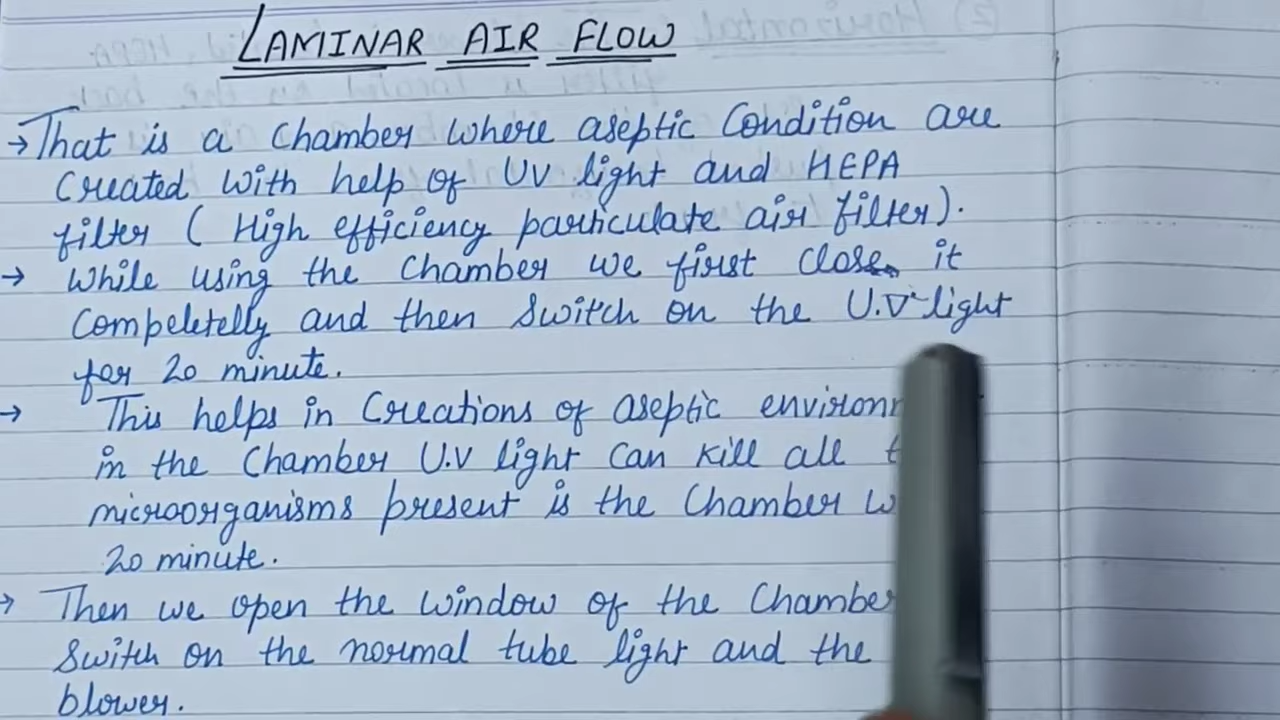 LAMINAR AIR FLOW
→ That is a Chamber where aseptic Condition are
Created with help of UV light and HEPA
filter ( High efficiency particulate air filter).
→ While using the Chamber we first close it
Compeletelly and then Switch on the U.V light
for 20 minute.
→ This helps in Creations of aseptic
in the Chamber U.V light Can Kill all
microorganisms present is the Chamber
20 minute.
→ Then we open the window of the
Switch on the normal tube light and the
blower.